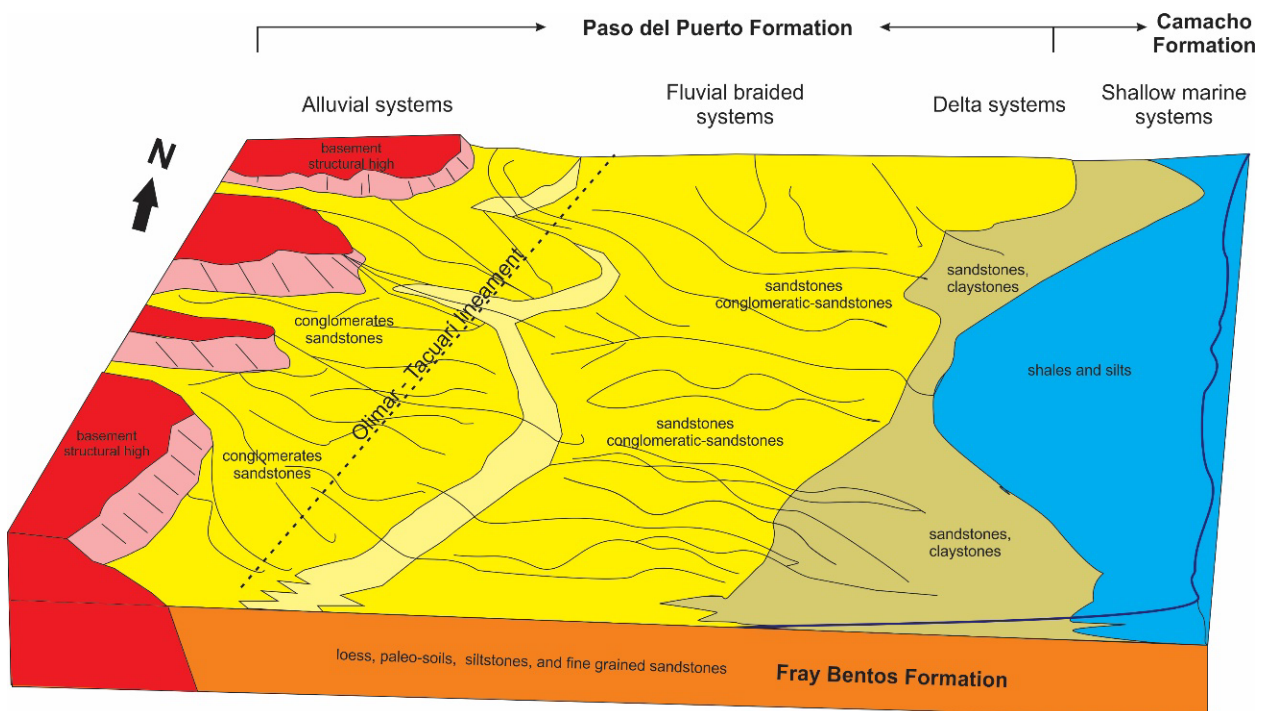 Paso del Puerto Formation
Camacho
Formation
Alluvial systems
Fluvial braided
systems
Delta systems
Shallow marine
systems
N
basement
structural high
sandstones,
claystones
sandstones
conglomeratic-sandstones
conglomerates
sandstones
Olimar - Tacuari lineament
shales and silts
basement
structural high
sandstones
conglomeratic-sandstones
conglomerates
sandstones
sandstones,
claystones
loess, paleo-soils, siltstones, and fine grained sandstones
Fray Bentos Formation